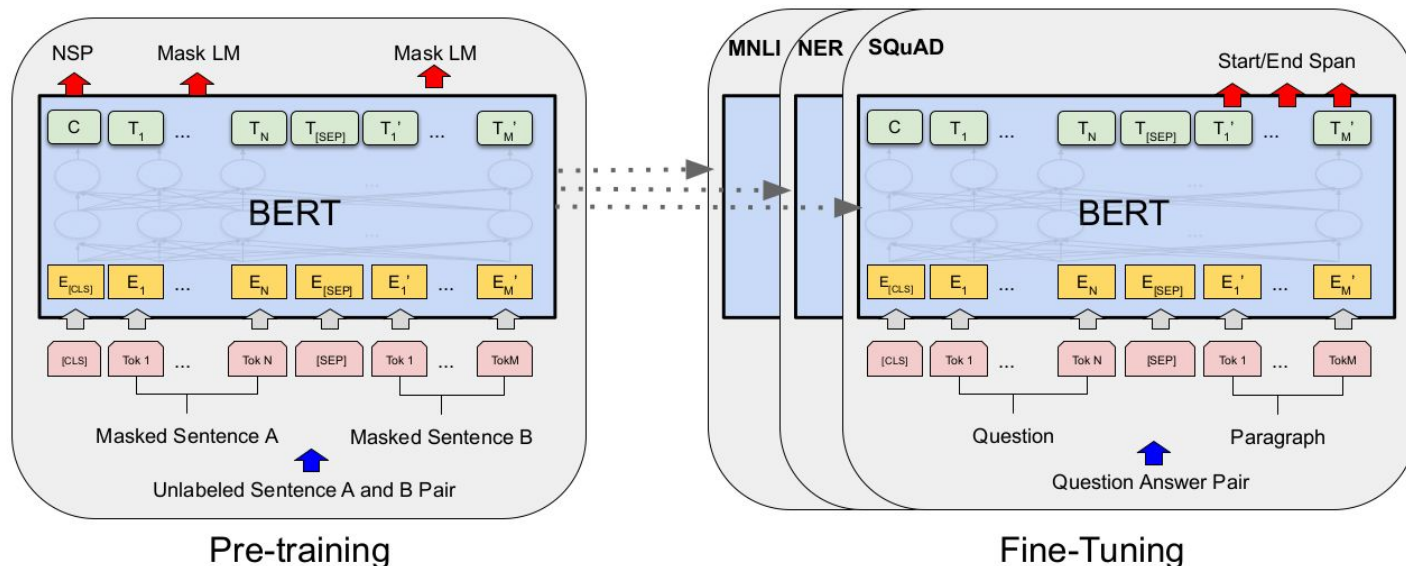 NSP Mask LM Mask LM
C T1 ... TN T[SEP] T1' ... TM'
...
BERT
...
E[CLS] E1 ... EN E[SEP] E1' ... EM'
[CLS] Tok 1 ... Tok N [SEP] Tok 1 ... TokM
Masked Sentence A Masked Sentence B
Unlabeled Sentence A and B Pair
Pre-training
MNLI NER SQuAD
Start/End Span
C T1 ... TN T[SEP] T1' ... TM'
...
BERT
...
E[CLS] E1 ... EN E[SEP] E1' ... EM'
[CLS] Tok 1 ... Tok N [SEP] Tok 1 ... TokM
Question Paragraph
Question Answer Pair
Fine-Tuning